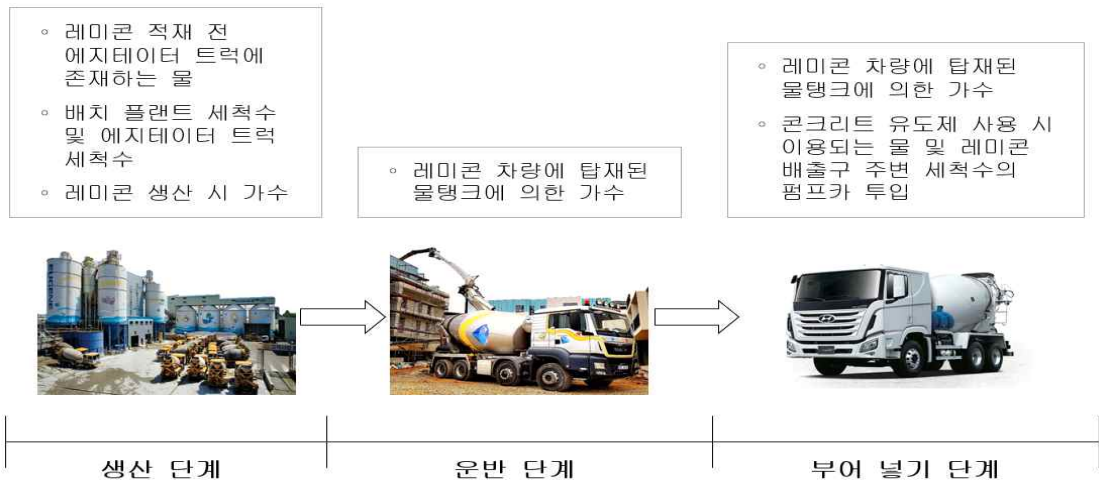 ◦ 레미콘 적재 전
에지테이터 트럭에
존재하는 물
◦ 배치 플랜트 세척수
및 에지테이터 트럭
세척수
◦ 레미콘 생산 시 가수
◦ 레미콘 차량에 탑재된
물탱크에 의한 가수
◦ 레미콘 차량에 탑재된
물탱크에 의한 가수
◦ 콘크리트 유도제 사용 시
이용되는 물 및 레미콘
배출구 주변 세척수의
펌프카 투입
생산 단계
운반 단계
부어 넣기 단계